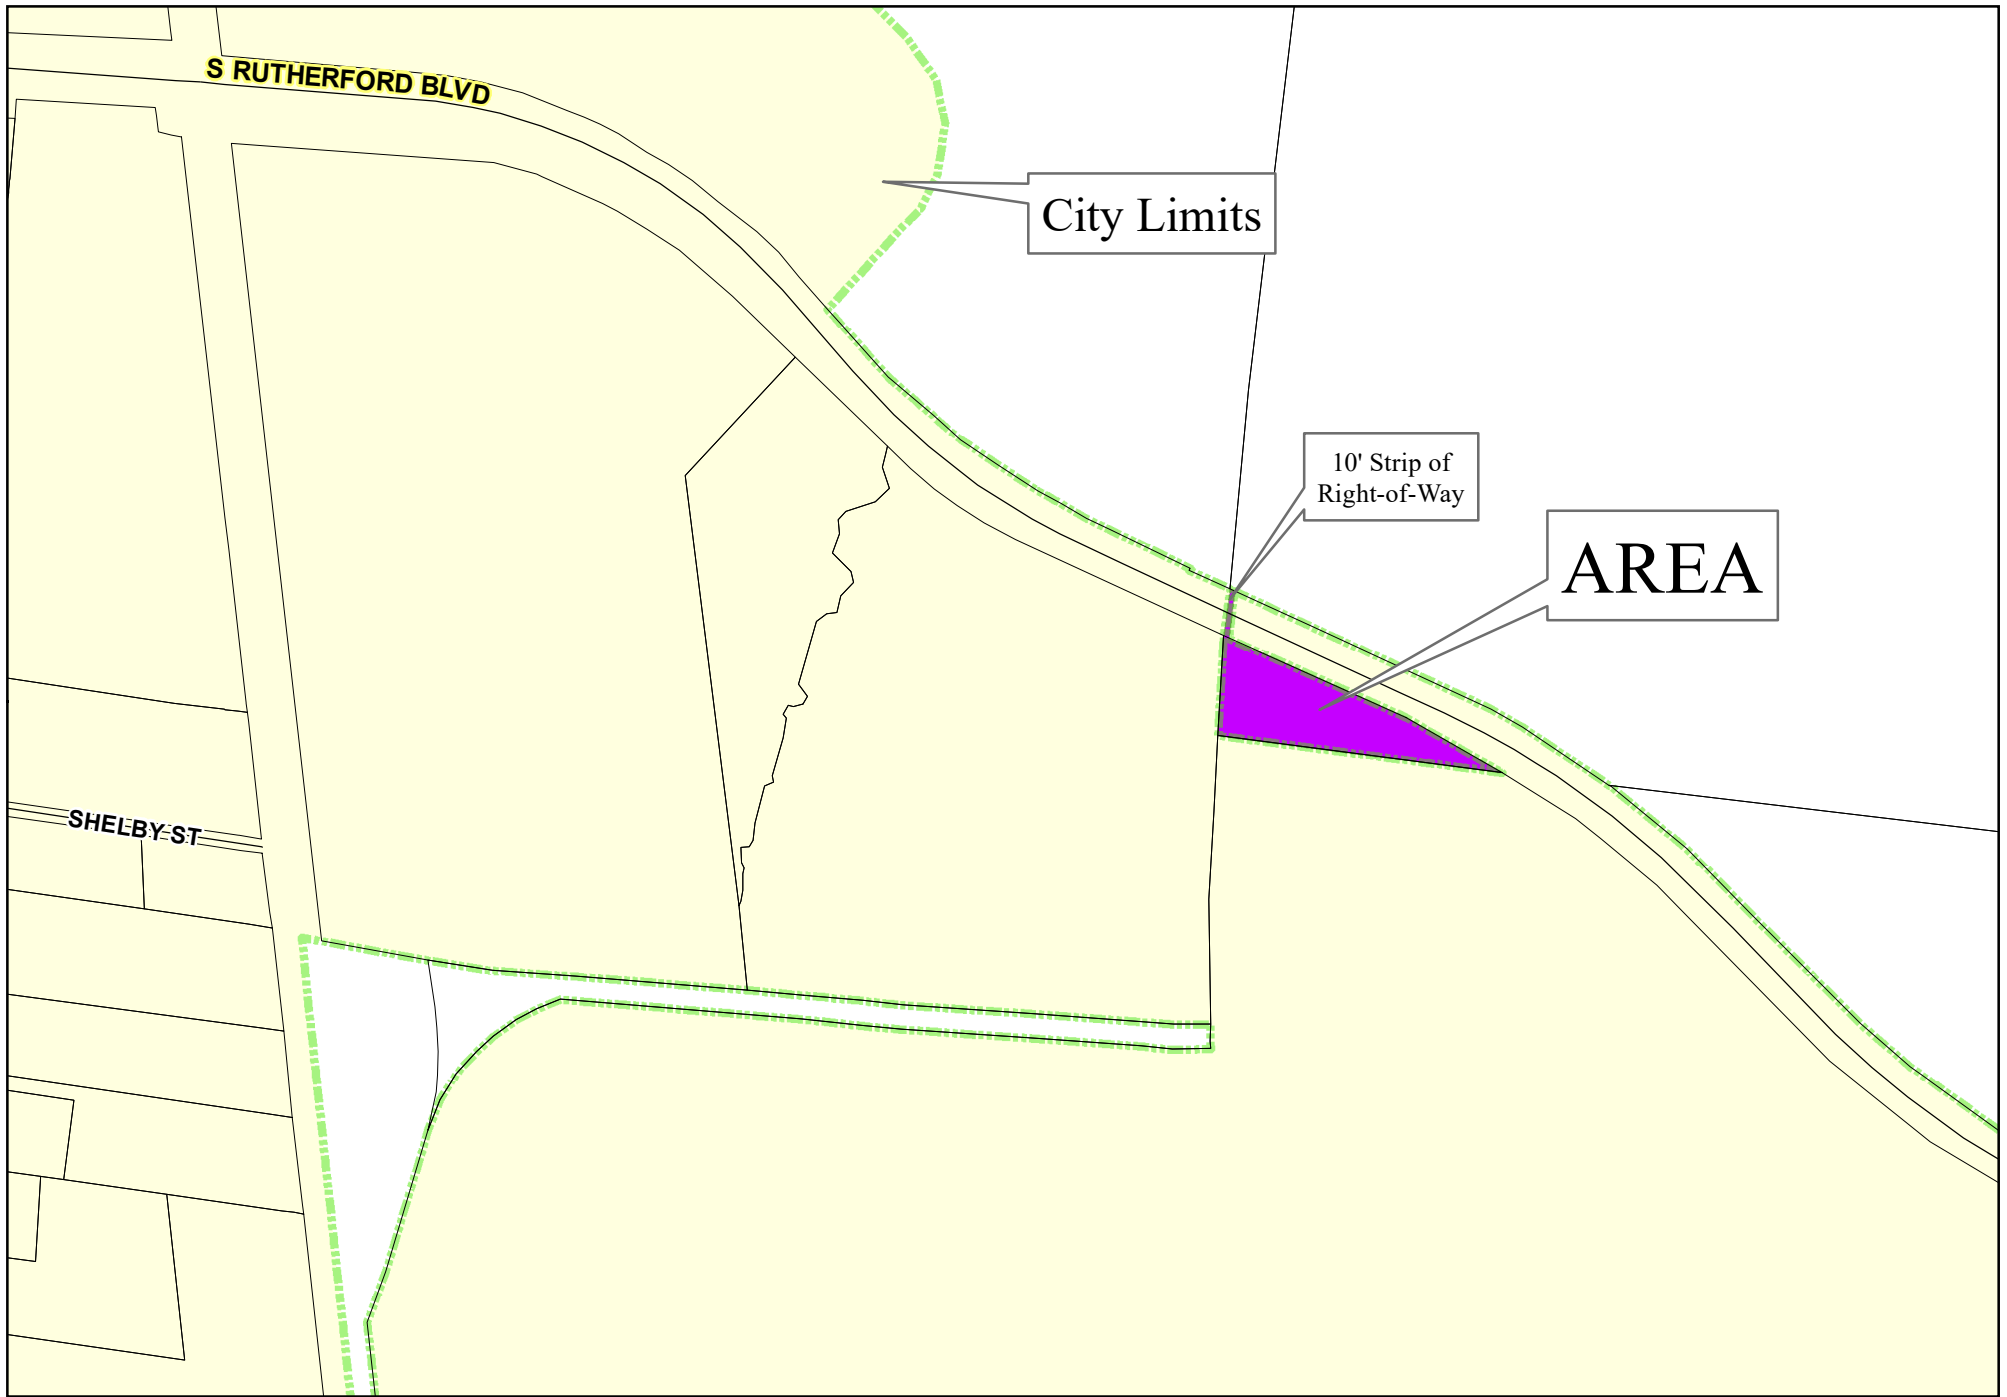 S RUTHERFORD BLVD
City Limits
10' Strip of
Right-of-Way
AREA
SHELBY ST